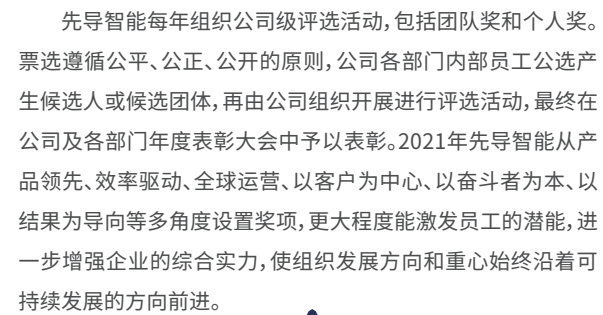 先导智能每年组织公司级评选活动,包括团队奖和个人奖。
票选遵循公平、公正、公开的原则,公司各部门内部员工公选产
生候选人或候选团体,再由公司组织开展进行评选活动,最终在
公司及各部门年度表彰大会中予以表彰。2021年先导智能从产
品领先、效率驱动、全球运营、以客户为中心、以奋斗者为本、以
结果为导向等多角度设置奖项,更大程度能激发员工的潜能,进
一步增强企业的综合实力,使组织发展方向和重心始终沿着可
持续发展的方向前进。